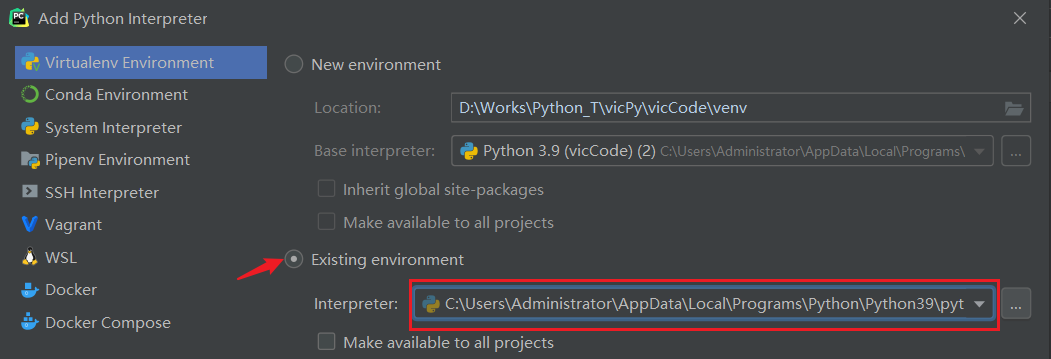 Add Python Interpreter
Virtualenv Environment
Conda Environment
System Interpreter
Pipenv Environment
SSH Interpreter
Vagrant
WSL
Docker
Docker Compose
New environment
Location: D:\Works\Python_T\vicPy\vicCode\venv
Base interpreter: Python 3.9 (vicCode) (2) C:\Users\Administrator\AppData\Local\Programs\ ...
Inherit global site-packages
Make available to all projects
Existing environment
Interpreter: C:\Users\Administrator\AppData\Local\Programs\Python\Python39\pyt ...
Make available to all projects